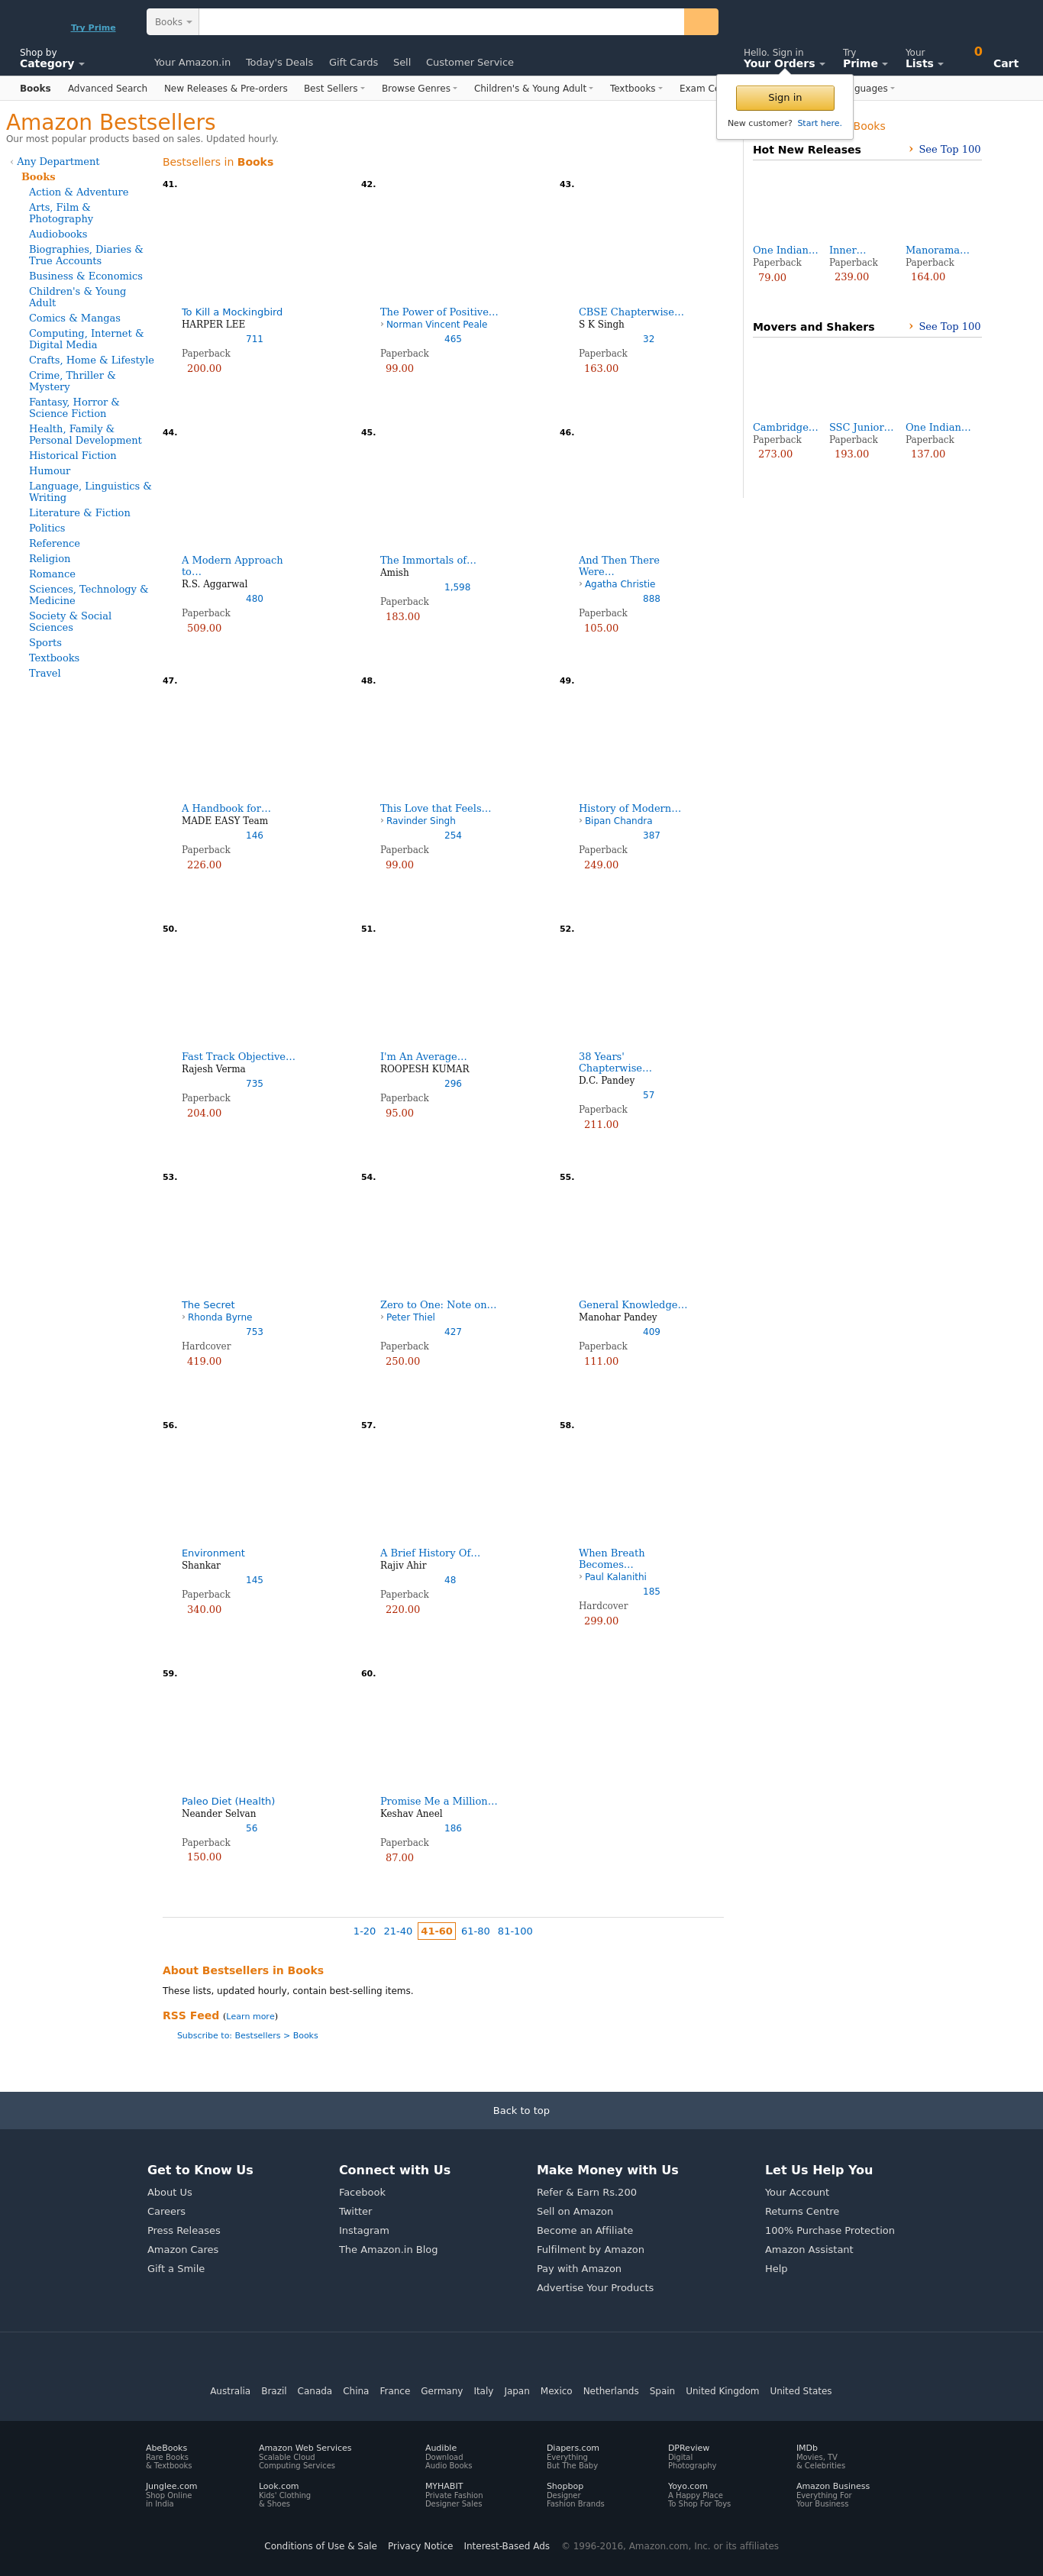 Try Prime
Books
Shop by
Category
Your Amazon.in Today's Deals Gift Cards Sell Customer Service
Hello. Sign in
Your Orders
Try
Prime
Your
Lists
0
Cart
Books Advanced Search New Releases & Pre-orders Best Sellers Browse Genres Children's & Young Adult Textbooks Exam Co guages
Sign in
New customer? Start here.
Amazon Bestsellers
Our most popular products based on sales. Updated hourly.
‹ Any Department
Books
Action & Adventure
Arts, Film &
Photography
Audiobooks
Biographies, Diaries &
True Accounts
Business & Economics
Children's & Young
Adult
Comics & Mangas
Computing, Internet &
Digital Media
Crafts, Home & Lifestyle
Crime, Thriller &
Mystery
Fantasy, Horror &
Science Fiction
Health, Family &
Personal Development
Historical Fiction
Humour
Language, Linguistics &
Writing
Literature & Fiction
Politics
Reference
Religion
Romance
Sciences, Technology &
Medicine
Society & Social
Sciences
Sports
Textbooks
Travel
Bestsellers in Books
41.
To Kill a Mockingbird
HARPER LEE
711
Paperback
200.00
42.
The Power of Positive…
› Norman Vincent Peale
465
Paperback
99.00
43.
CBSE Chapterwise…
S K Singh
32
Paperback
163.00
44.
A Modern Approach
to…
R.S. Aggarwal
480
Paperback
509.00
45.
The Immortals of…
Amish
1,598
Paperback
183.00
46.
And Then There
Were…
› Agatha Christie
888
Paperback
105.00
47.
A Handbook for…
MADE EASY Team
146
Paperback
226.00
48.
This Love that Feels…
› Ravinder Singh
254
Paperback
99.00
49.
History of Modern…
› Bipan Chandra
387
Paperback
249.00
50.
Fast Track Objective…
Rajesh Verma
735
Paperback
204.00
51.
I'm An Average…
ROOPESH KUMAR
296
Paperback
95.00
52.
38 Years'
Chapterwise…
D.C. Pandey
57
Paperback
211.00
53.
The Secret
› Rhonda Byrne
753
Hardcover
419.00
54.
Zero to One: Note on…
› Peter Thiel
427
Paperback
250.00
55.
General Knowledge…
Manohar Pandey
409
Paperback
111.00
56.
Environment
Shankar
145
Paperback
340.00
57.
A Brief History Of…
Rajiv Ahir
48
Paperback
220.00
58.
When Breath
Becomes…
› Paul Kalanithi
185
Hardcover
299.00
59.
Paleo Diet (Health)
Neander Selvan
56
Paperback
150.00
60.
Promise Me a Million…
Keshav Aneel
186
Paperback
87.00
Books
Hot New Releases › See Top 100
One Indian…
Paperback
79.00
Inner…
Paperback
239.00
Manorama…
Paperback
164.00
Movers and Shakers › See Top 100
Cambridge…
Paperback
273.00
SSC Junior…
Paperback
193.00
One Indian…
Paperback
137.00
1-20 21-40 41-60 61-80 81-100
About Bestsellers in Books
These lists, updated hourly, contain best-selling items.
RSS Feed (Learn more)
Subscribe to: Bestsellers > Books
Back to top
Get to Know Us
About Us
Careers
Press Releases
Amazon Cares
Gift a Smile
Connect with Us
Facebook
Twitter
Instagram
The Amazon.in Blog
Make Money with Us
Refer & Earn Rs.200
Sell on Amazon
Become an Affiliate
Fulfilment by Amazon
Pay with Amazon
Advertise Your Products
Let Us Help You
Your Account
Returns Centre
100% Purchase Protection
Amazon Assistant
Help
Australia Brazil Canada China France Germany Italy Japan Mexico Netherlands Spain United Kingdom United States
AbeBooks
Rare Books
& Textbooks
Amazon Web Services
Scalable Cloud
Computing Services
Audible
Download
Audio Books
Diapers.com
Everything
But The Baby
DPReview
Digital
Photography
IMDb
Movies, TV
& Celebrities
Junglee.com
Shop Online
in India
Look.com
Kids' Clothing
& Shoes
MYHABIT
Private Fashion
Designer Sales
Shopbop
Designer
Fashion Brands
Yoyo.com
A Happy Place
To Shop For Toys
Amazon Business
Everything For
Your Business
Conditions of Use & Sale Privacy Notice Interest-Based Ads © 1996-2016, Amazon.com, Inc. or its affiliates